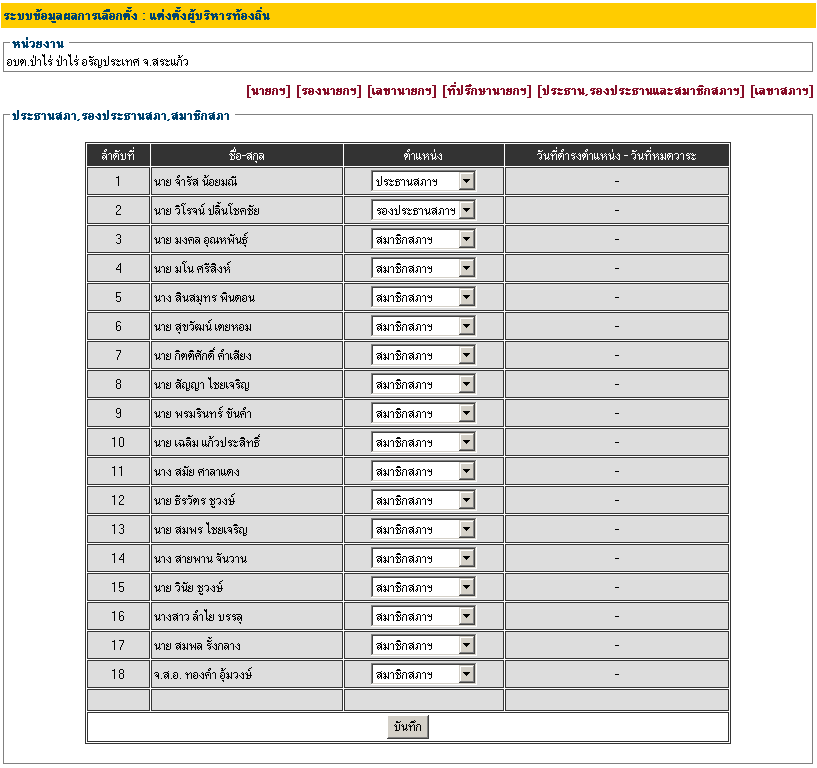 ระบบข้อมูลผลการเลือกตั้ง : แต่งตั้งผู้บริหารท้องถิ่น
หน่วยงาน
อบต.ป่าไร่ ป่าไร่ อรัญประเทศ จ.สระแก้ว
[นายกฯ] [รองนายกฯ] [เลขานายกฯ] [ที่ปรึกษานายกฯ] [ประธาน,รองประธานและสมาชิกสภาฯ] [เลขาสภาฯ]
ประธานสภา,รองประธานสภา,สมาชิกสภา
ลำดับที่ ชื่อ-สกุล ตำแหน่ง วันที่ดำรงตำแหน่ง - วันที่หมดวาระ
1 นาย จำรัส น้อยมณี ประธานสภาฯ -
2 นาย วิโรจน์ ปลื้นโชคชัย รองประธานสภาฯ -
3 นาย มงคล อุณหพันธุ์ สมาชิกสภาฯ -
4 นาย มโน ศรีสิงห์ สมาชิกสภาฯ -
5 นาง สินสมุทร พินดอน สมาชิกสภาฯ -
6 นาย สุขวัฒน์ เตยหอม สมาชิกสภาฯ -
7 นาย กิตติศักดิ์ คำเสียง สมาชิกสภาฯ -
8 นาย สัญญา ไชยเจริญ สมาชิกสภาฯ -
9 นาย พรมรินทร์ ขันคำ สมาชิกสภาฯ -
10 นาย เฉลิม แก้วประสิทธิ์ สมาชิกสภาฯ -
11 นาง สมัย ศาลาแดง สมาชิกสภาฯ -
12 นาย ธีรวัตร ชูวงษ์ สมาชิกสภาฯ -
13 นาย สมพร ไชยเจริญ สมาชิกสภาฯ -
14 นาง สายพาน จันวาน สมาชิกสภาฯ -
15 นาย วินัย ชูวงษ์ สมาชิกสภาฯ -
16 นางสาว ลำไย บรรลุ สมาชิกสภาฯ -
17 นาย สมพล รั้งกลาง สมาชิกสภาฯ -
18 จ.ส.อ. ทองคำ อุ้มวงษ์ สมาชิกสภาฯ -
บันทึก